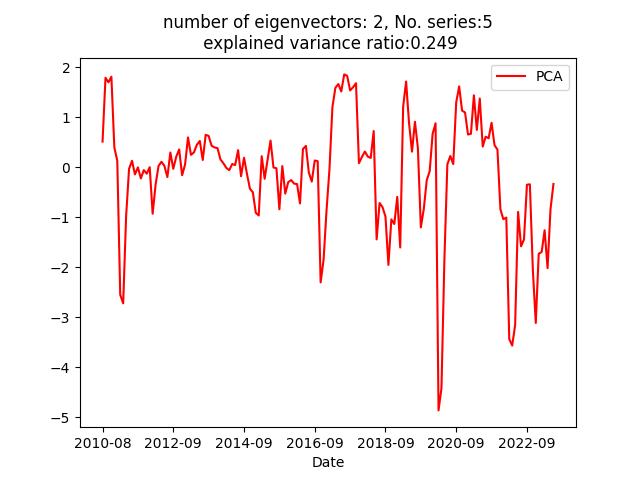 number of eigenvectors: 2, No. series:5
explained variance ratio:0.249
PCA
2
1
0
−1
−2
−3
−4
−5
2010-08 2012-09 2014-09 2016-09 2018-09 2020-09 2022-09
Date